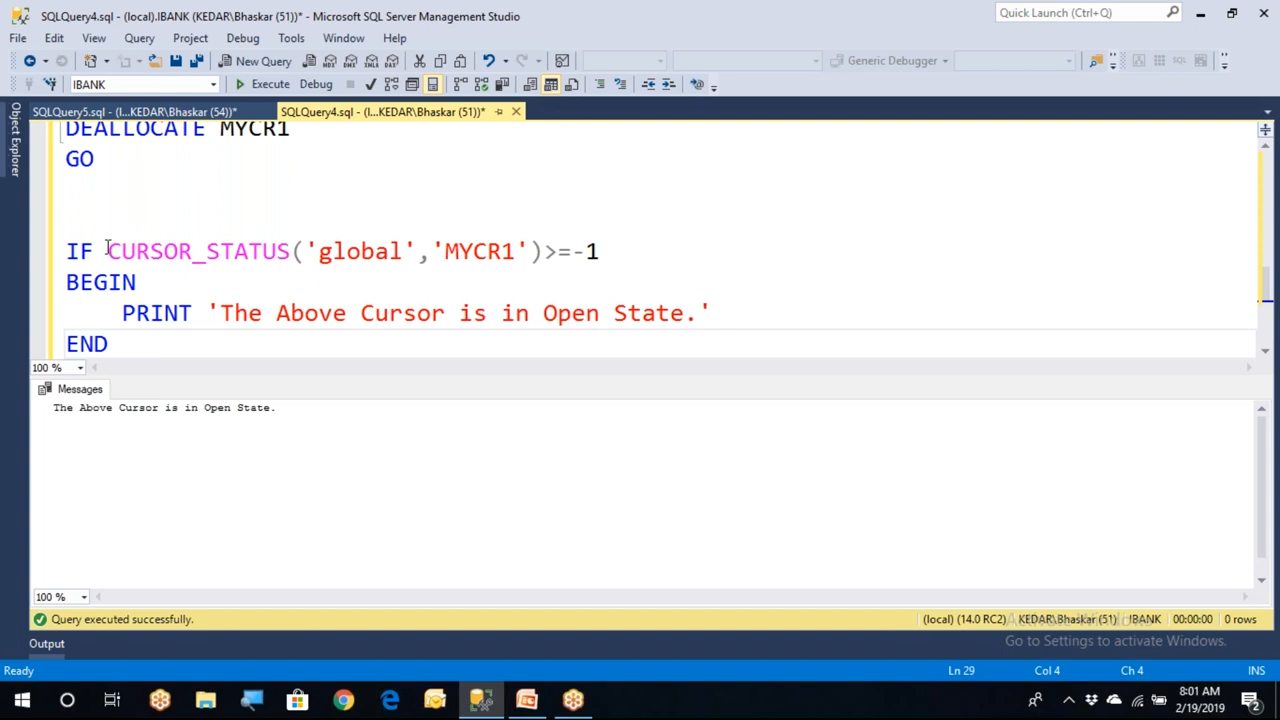 SQLQuery4.sql - (local).IBANK (KEDAR\Bhaskar (51))* - Microsoft SQL Server Management Studio
Quick Launch (Ctrl+Q)
File Edit View Query Project Debug Tools Window Help
New Query
Generic Debugger
IBANK
Execute Debug
SQLQuery5.sql - (l...KEDAR\Bhaskar (54))*
SQLQuery4.sql - (l...KEDAR\Bhaskar (51))*
Object Explorer
DEALLOCATE MYCR1
GO
IF CURSOR_STATUS('global','MYCR1')>=-1
BEGIN
PRINT 'The Above Cursor is in Open State.'
END
100 %
Messages
The Above Cursor is in Open State.
100 %
Query executed successfully.
(local) (14.0 RC2) KEDAR\Bhaskar (51) IBANK 00:00:00 0 rows
Activate Windows
Go to Settings to activate Windows.
Output
Ready
Ln 29 Col 4 Ch 4 INS
8:01 AM
2/19/2019
2